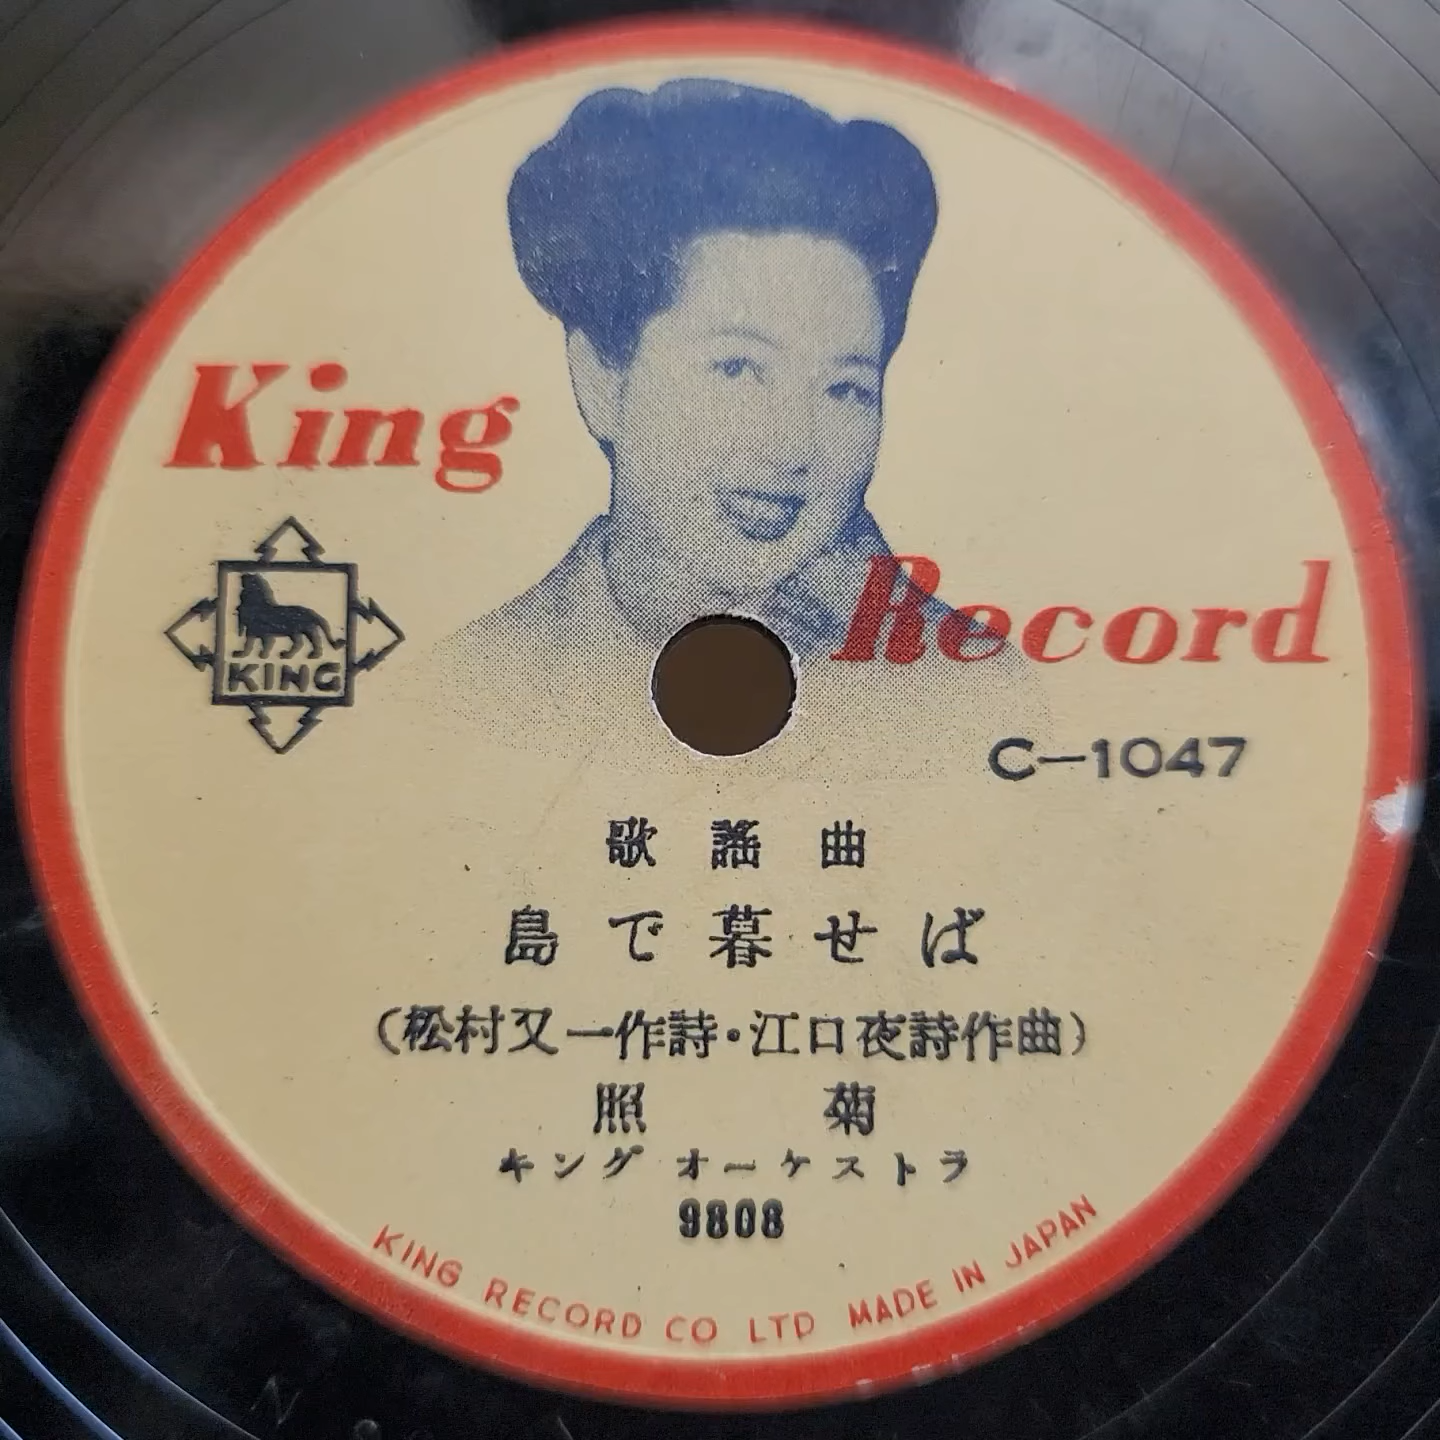 King
Record
KING
C-1047
歌謡曲
島で暮せば
(松村又一作詩・江口夜詩作曲)
照菊
キングオーケストラ
9808
KING RECORD CO LTD MADE IN JAPAN